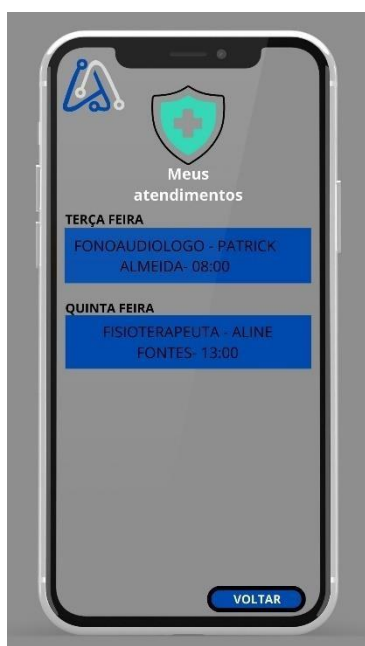 Meus
atendimentos
TERÇA FEIRA
FONOAUDIOLOGO - PATRICK
ALMEIDA- 08:00
QUINTA FEIRA
FISIOTERAPEUTA - ALINE
FONTES- 13:00
VOLTAR